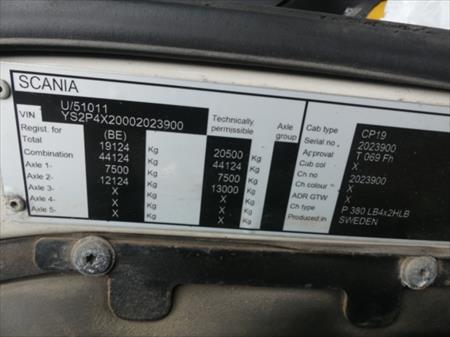 SCANIA
U/51011
VIN YS2P4X20002023900
Regist. for (BE) Technically permissible Axle group
Total 19124 Kg 20500 Kg
Combination 44124 Kg 44124 Kg
Axle 1- 7500 Kg 7500 Kg
Axle 2- 12124 Kg 13000 Kg
Axle 3- X Kg X Kg
Axle 4- X Kg X Kg
Axle 5- X Kg X Kg
Cab type CP19
Serial no 2023900
Approval T 069 Fh
Cab col X
Cn no 2023900
Ch colour X
ADR GTW X
Ch type P 380 LB4x2HLB
Produced in SWEDEN